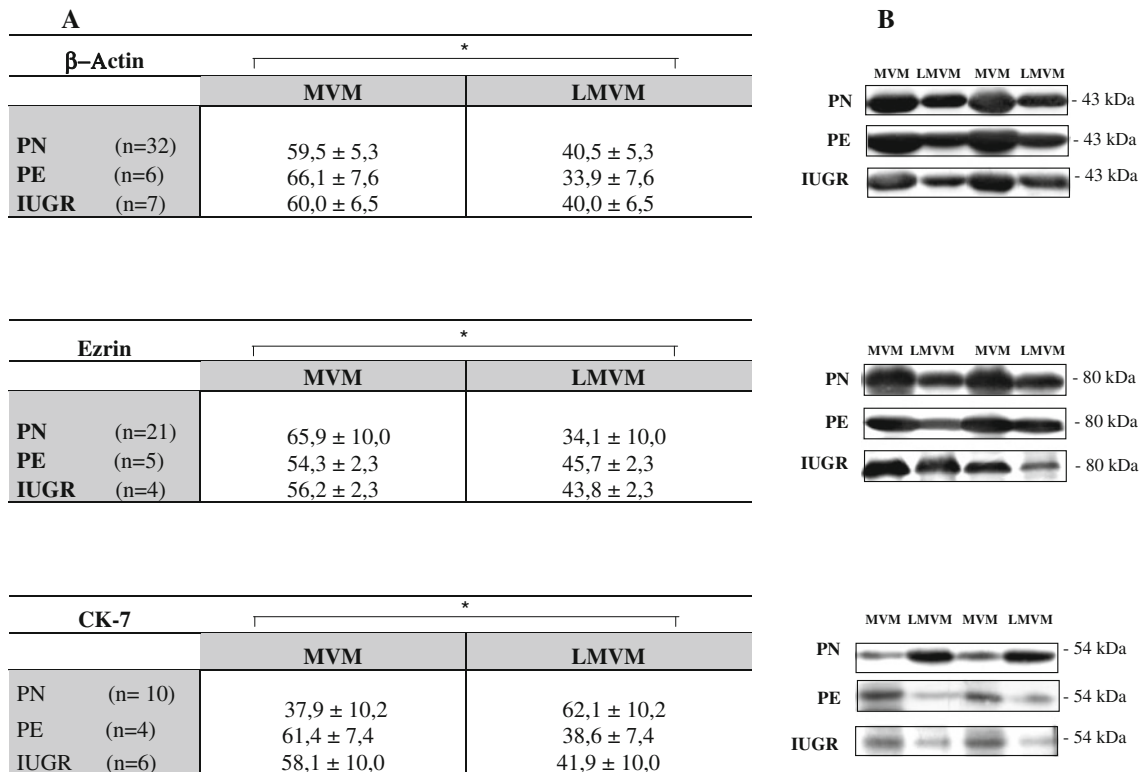 A
β–Actin *
MVM LMVM
PN (n=32) 59,5 ± 5,3 40,5 ± 5,3
PE (n=6) 66,1 ± 7,6 33,9 ± 7,6
IUGR (n=7) 60,0 ± 6,5 40,0 ± 6,5
Ezrin *
MVM LMVM
PN (n=21) 65,9 ± 10,0 34,1 ± 10,0
PE (n=5) 54,3 ± 2,3 45,7 ± 2,3
IUGR (n=4) 56,2 ± 2,3 43,8 ± 2,3
CK-7 *
MVM LMVM
PN (n= 10) 37,9 ± 10,2 62,1 ± 10,2
PE (n=4) 61,4 ± 7,4 38,6 ± 7,4
IUGR (n=6) 58,1 ± 10,0 41,9 ± 10,0
B
MVM LMVM MVM LMVM
PN - 43 kDa
PE - 43 kDa
IUGR - 43 kDa
MVM LMVM MVM LMVM
PN - 80 kDa
PE - 80 kDa
IUGR - 80 kDa
MVM LMVM MVM LMVM
PN - 54 kDa
PE - 54 kDa
IUGR - 54 kDa